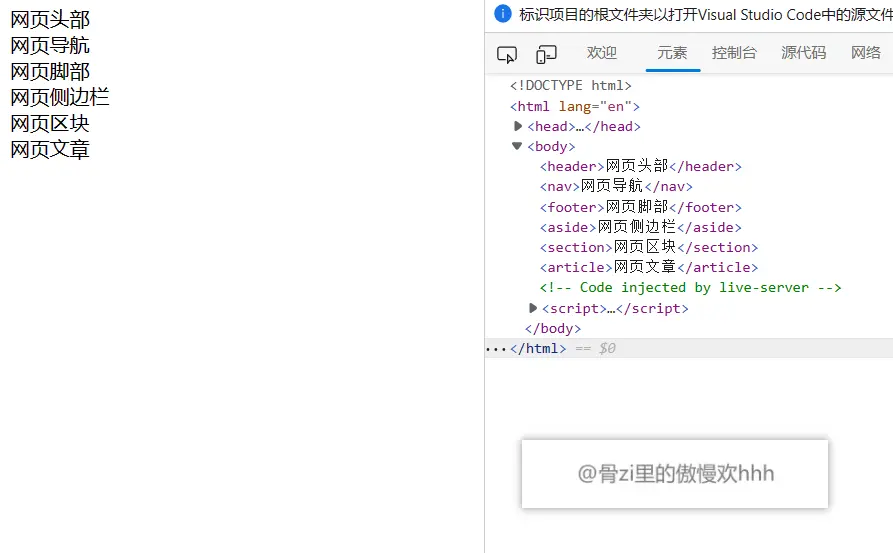 网页头部
网页导航
网页脚部
网页侧边栏
网页区块
网页文章
标识项目的根文件夹以打开Visual Studio Code中的源文件
欢迎 元素 控制台 源代码 网络
<!DOCTYPE html>
<html lang="en">
<head>…</head>
<body>
<header>网页头部</header>
<nav>网页导航</nav>
<footer>网页脚部</footer>
<aside>网页侧边栏</aside>
<section>网页区块</section>
<article>网页文章</article>
<!-- Code injected by live-server -->
<script>…</script>
</body>
...</html> == $0
@骨zi里的傲慢欢hhh